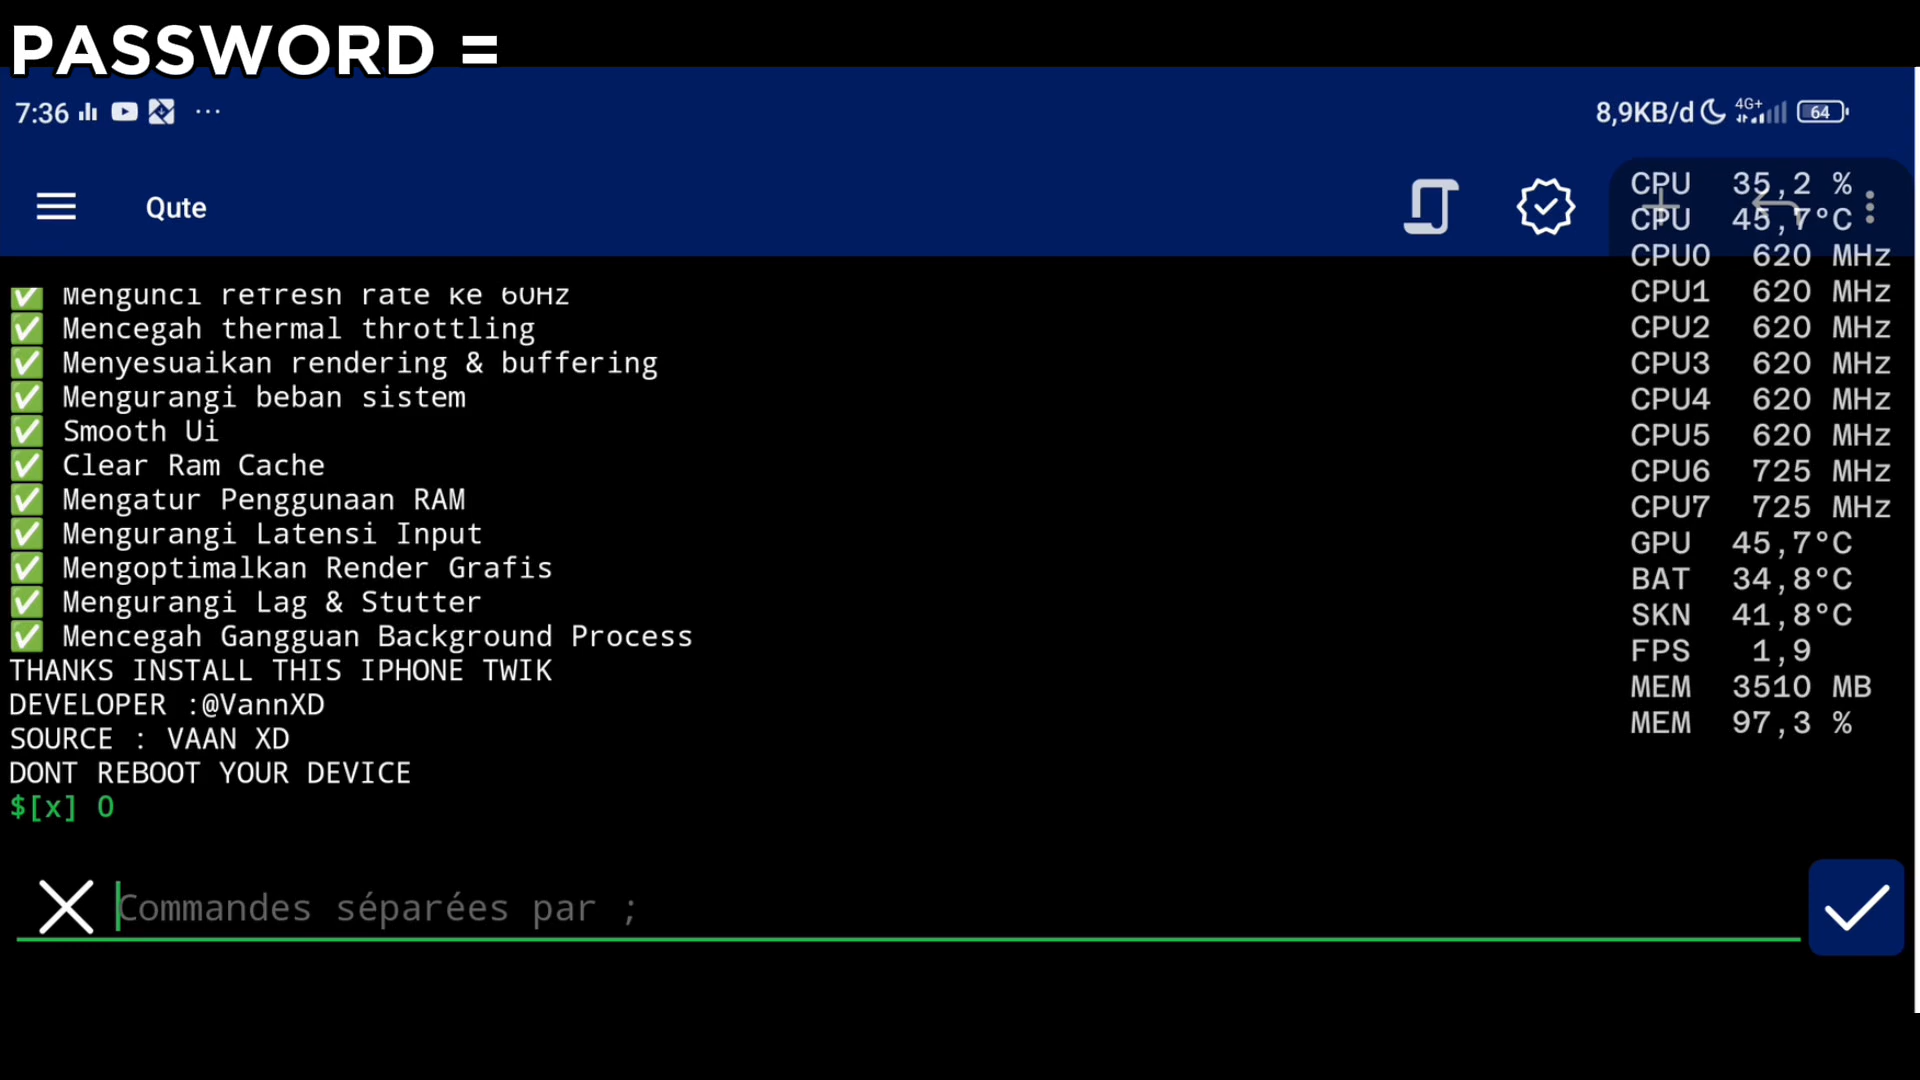 PASSWORD =
7:36 ...
8,9KB/d 4G+ 64
Qute
✅ Mengunci refresh rate ke 60Hz
✅ Mencegah thermal throttling
✅ Menyesuaikan rendering & buffering
✅ Mengurangi beban sistem
✅ Smooth Ui
✅ Clear Ram Cache
✅ Mengatur Penggunaan RAM
✅ Mengurangi Latensi Input
✅ Mengoptimalkan Render Grafis
✅ Mengurangi Lag & Stutter
✅ Mencegah Gangguan Background Process
THANKS INSTALL THIS IPHONE TWIK
DEVELOPER :@VannXD
SOURCE : VAAN XD
DONT REBOOT YOUR DEVICE
$[x] 0
Commandes séparées par ;
CPU 35,2 %
CPU 45,7°C
CPU0 620 MHz
CPU1 620 MHz
CPU2 620 MHz
CPU3 620 MHz
CPU4 620 MHz
CPU5 620 MHz
CPU6 725 MHz
CPU7 725 MHz
GPU 45,7°C
BAT 34,8°C
SKN 41,8°C
FPS 1,9
MEM 3510 MB
MEM 97,3 %